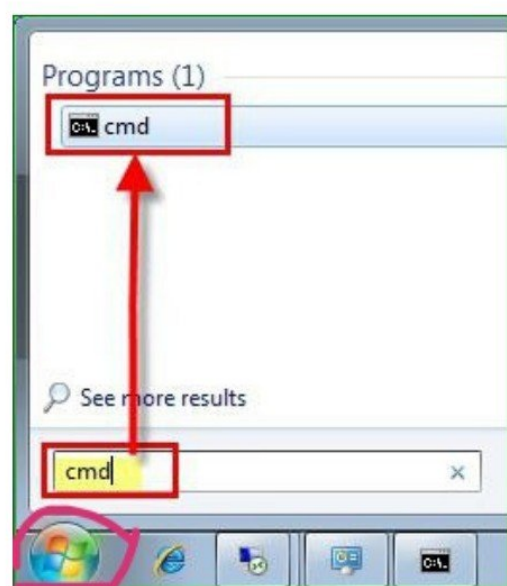 Programs (1)
C:\. cmd
See more results
cmd
C:\.